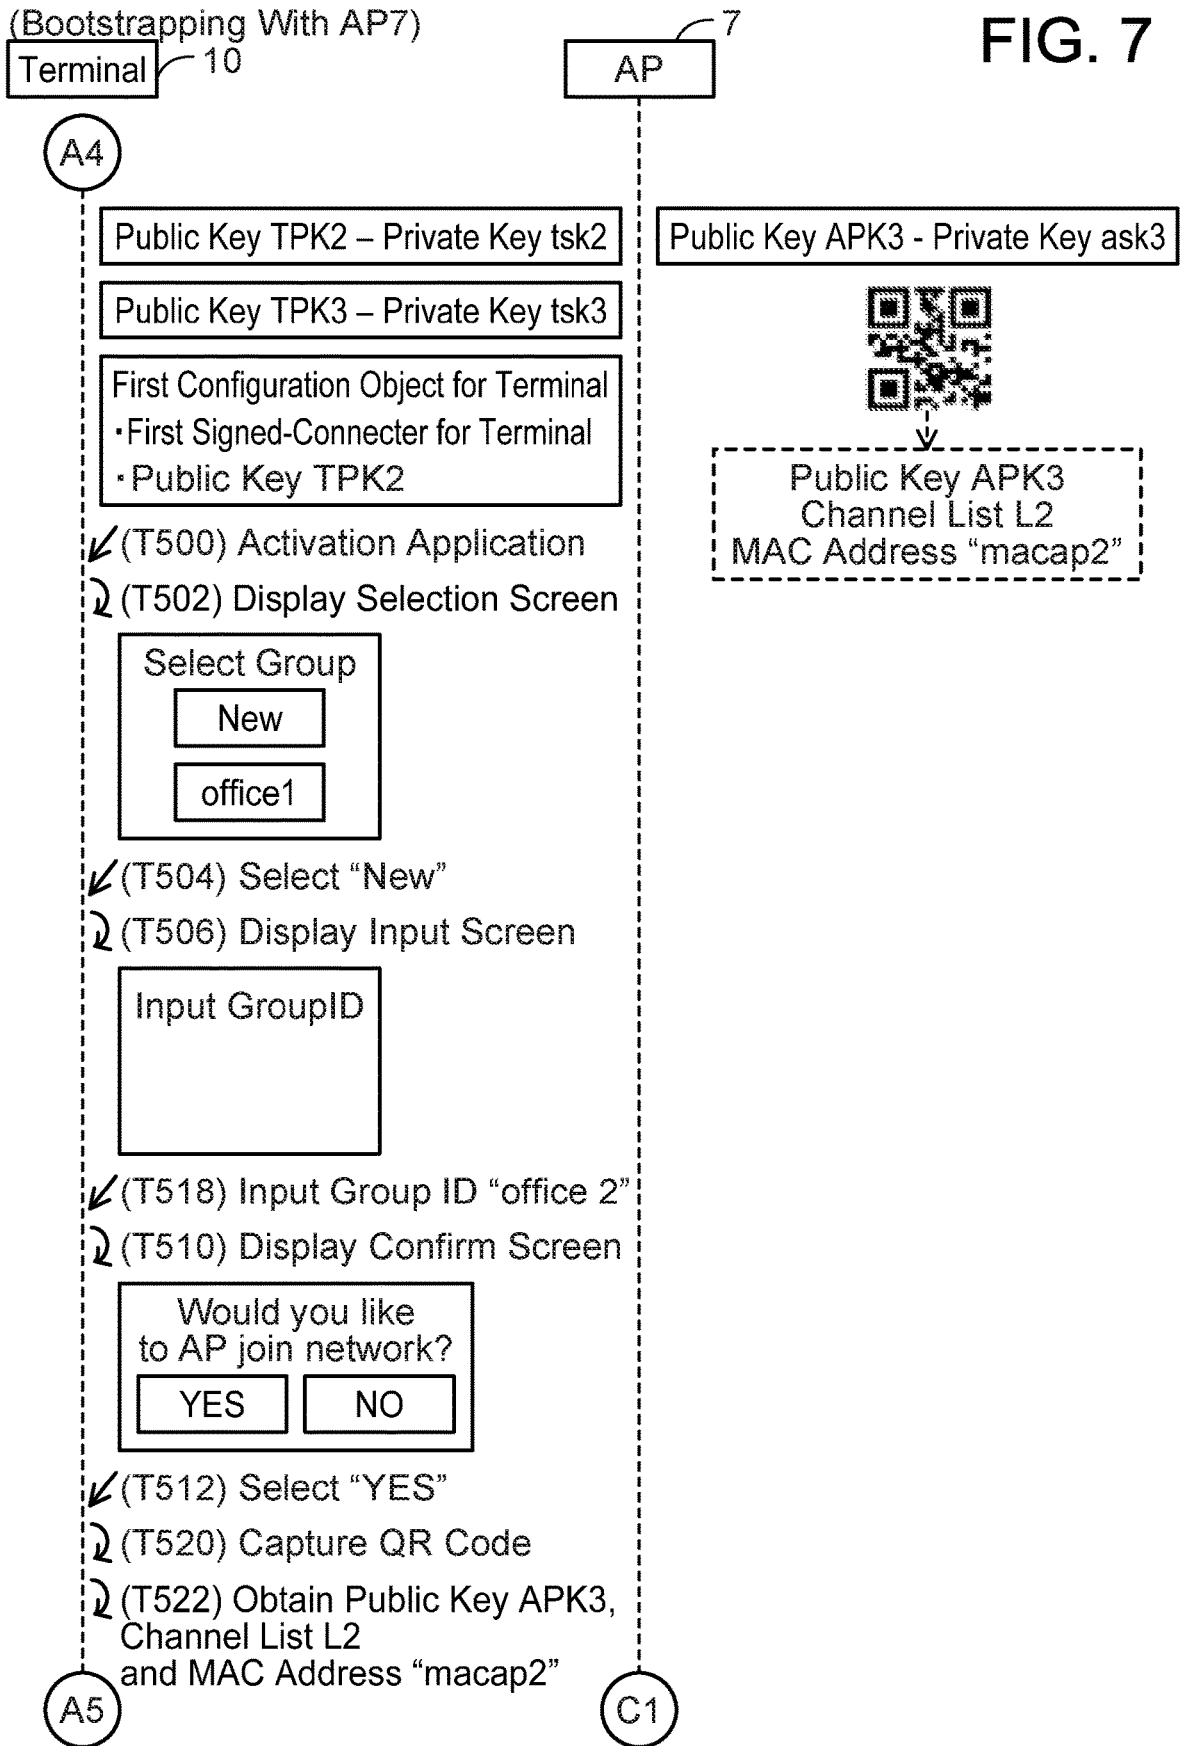 (Bootstrapping With AP7)
7
FIG. 7
Terminal
10
AP
A4
Public Key TPK2 – Private Key tsk2
Public Key APK3 - Private Key ask3
Public Key TPK3 – Private Key tsk3
First Configuration Object for Terminal
・First Signed-Connecter for Terminal
・Public Key TPK2
Public Key APK3
Channel List L2
MAC Address “macap2”
(T500) Activation Application
(T502) Display Selection Screen
Select Group
New
office1
(T504) Select “New”
(T506) Display Input Screen
Input GroupID
(T518) Input Group ID “office 2”
(T510) Display Confirm Screen
Would you like
to AP join network?
YES
NO
(T512) Select “YES”
(T520) Capture QR Code
(T522) Obtain Public Key APK3,
Channel List L2
and MAC Address “macap2”
A5
C1